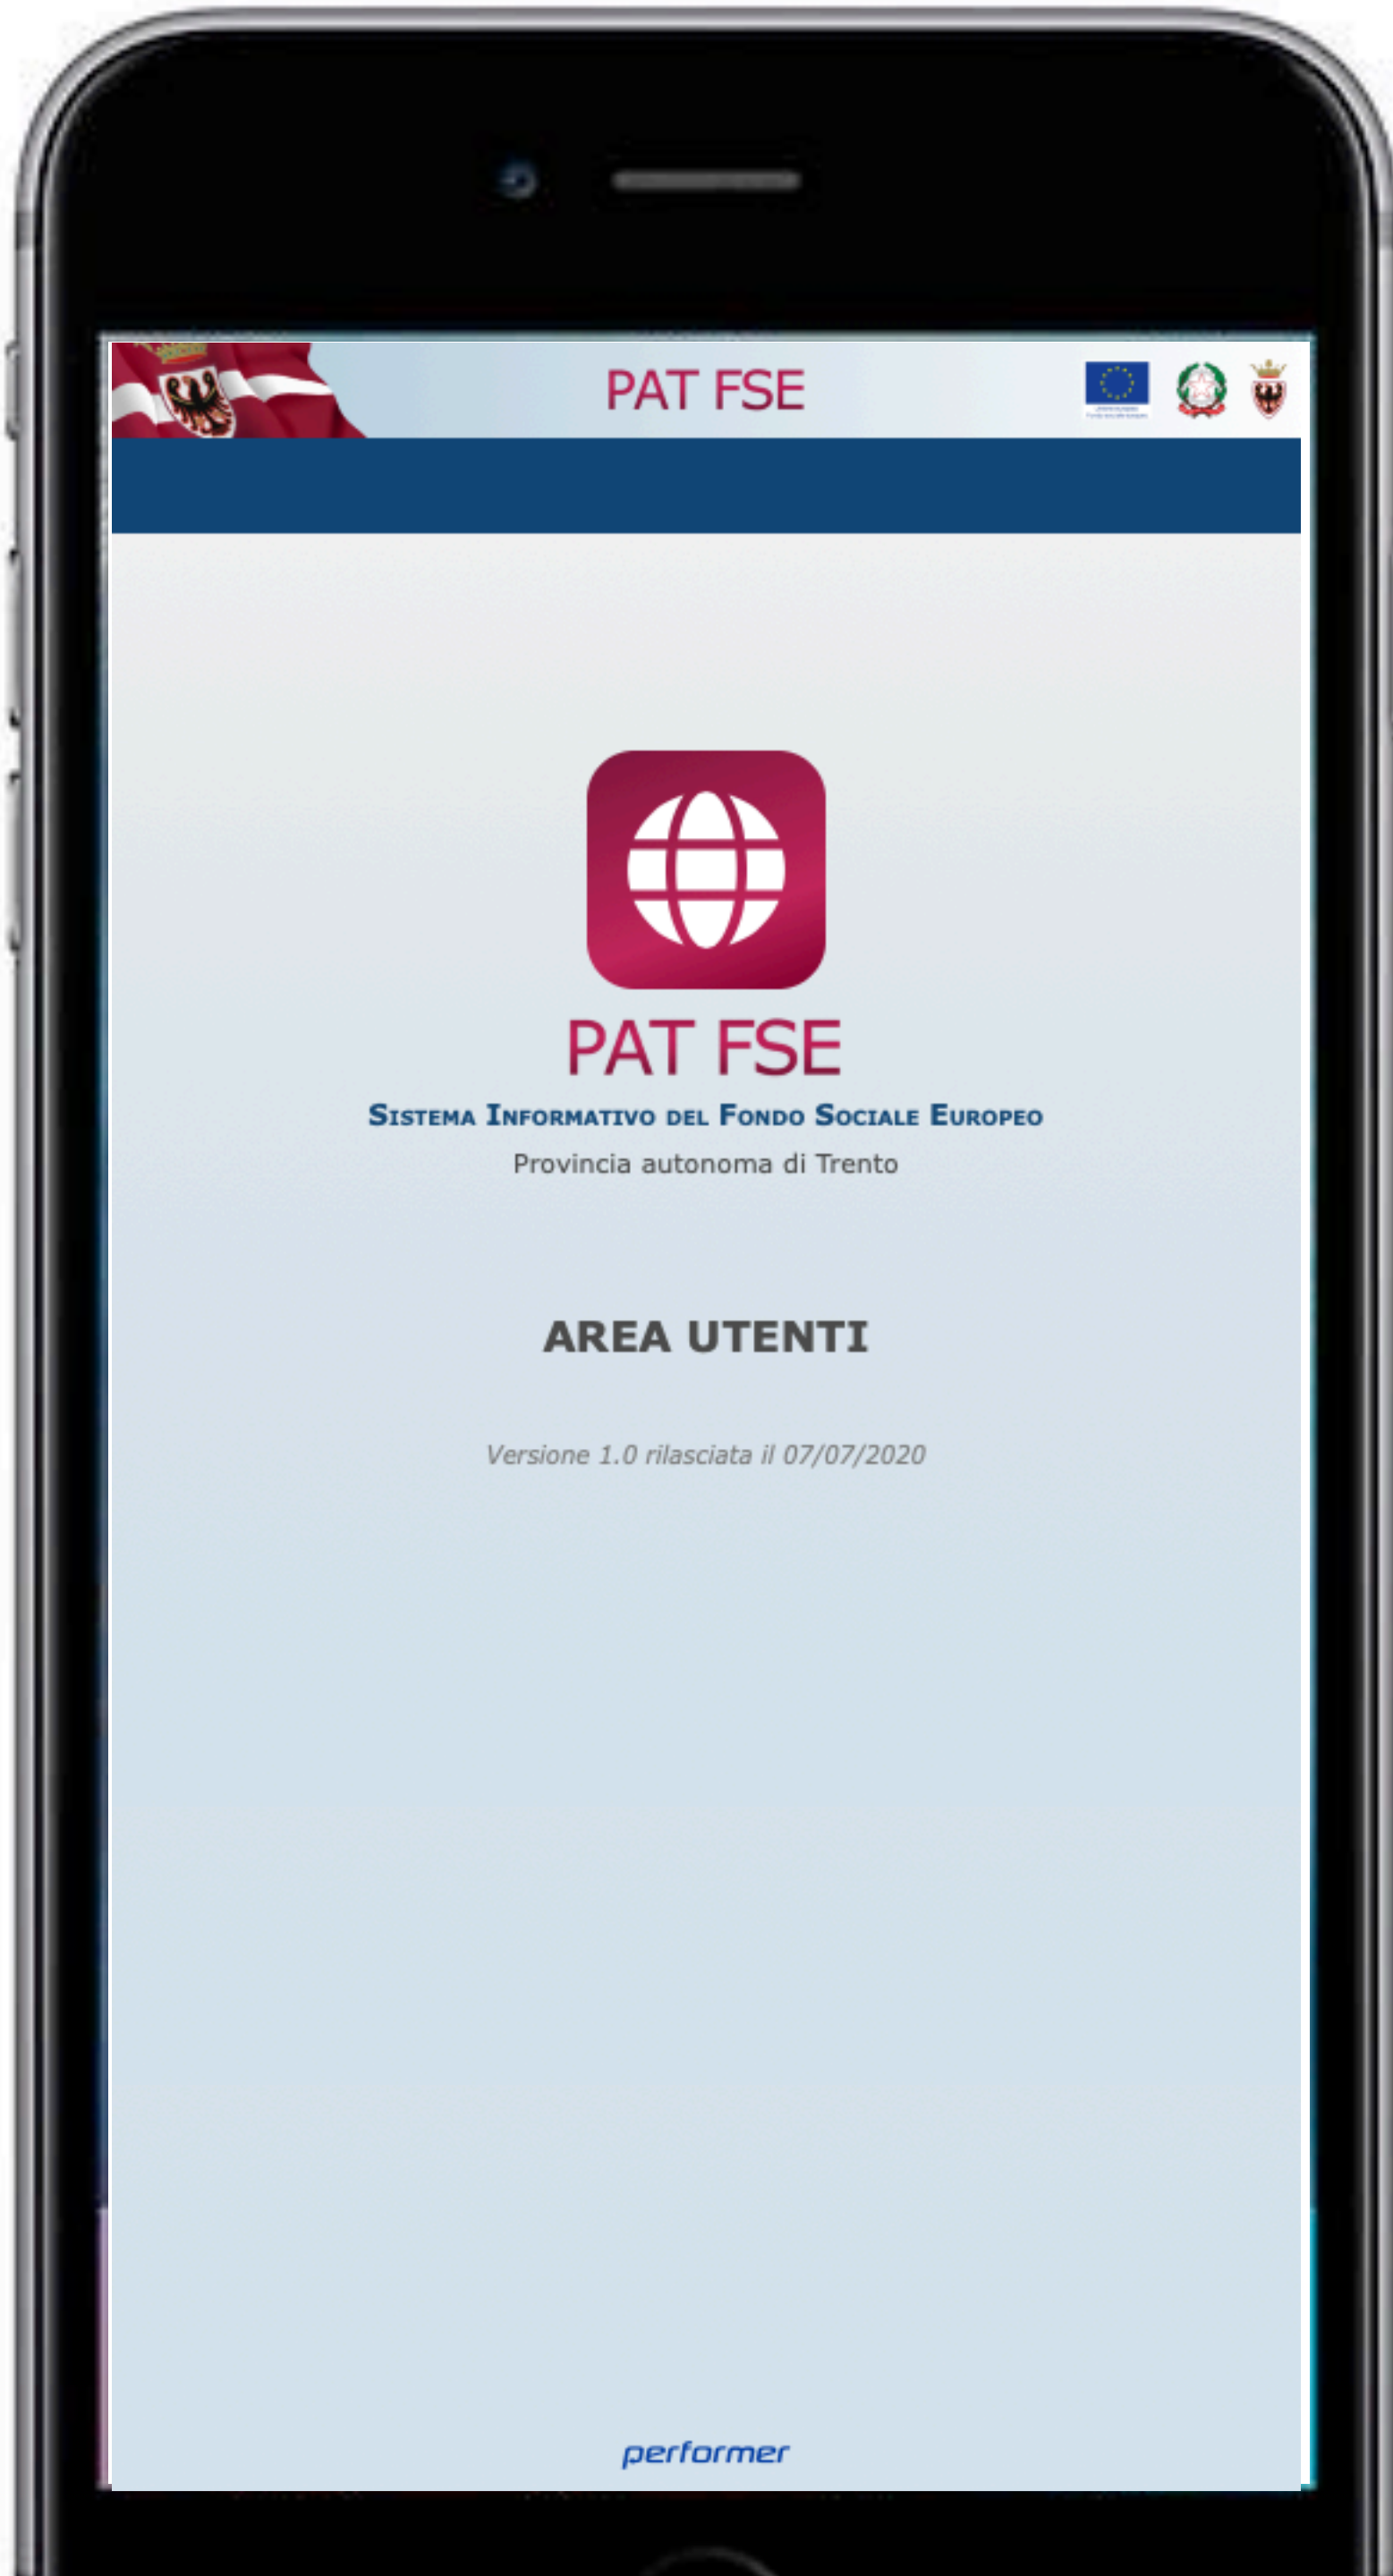 PAT FSE
PAT FSE
Sistema Informativo del Fondo Sociale Europeo
Provincia autonoma di Trento
AREA UTENTI
Versione 1.0 rilasciata il 07/07/2020
performer